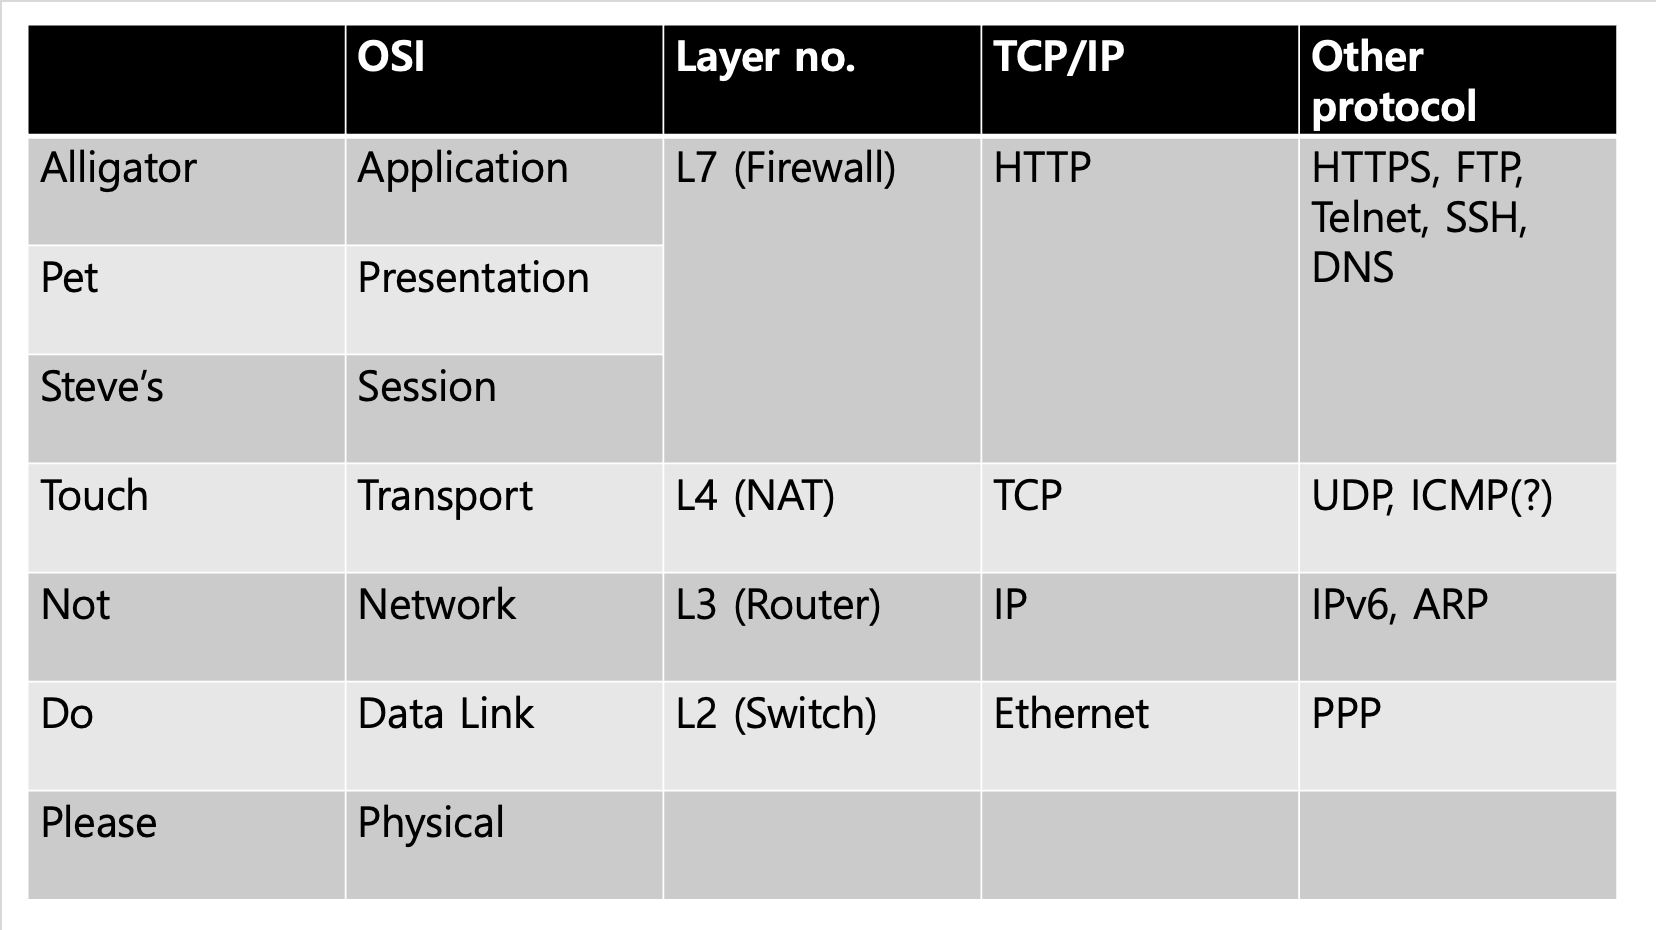 OSI
Layer no.
TCP/IP
Other
protocol
Alligator
Application
L7 (Firewall)
HTTP
HTTPS, FTP,
Telnet, SSH,
DNS
Pet
Presentation
Steve’s
Session
Touch
Transport
L4 (NAT)
TCP
UDP, ICMP(?)
Not
Network
L3 (Router)
IP
IPv6, ARP
Do
Data Link
L2 (Switch)
Ethernet
PPP
Please
Physical